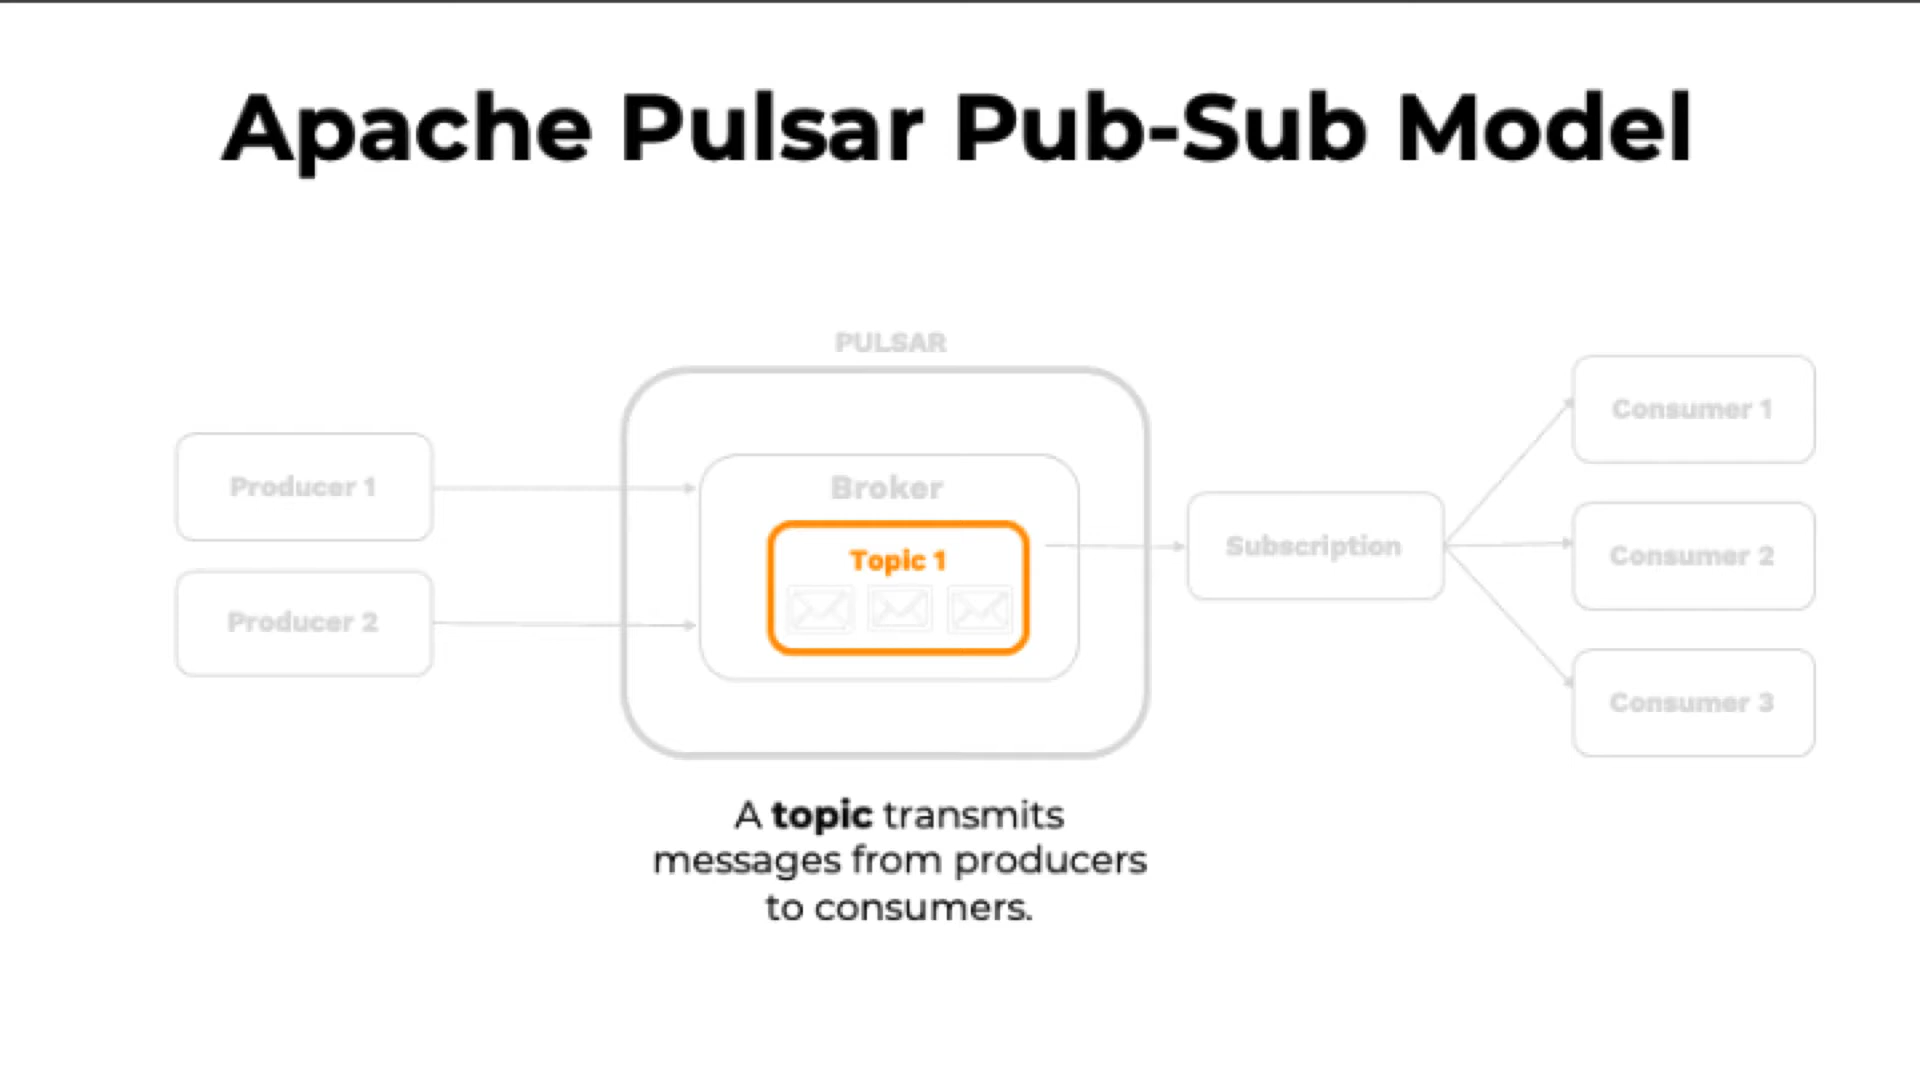 Apache Pulsar Pub-Sub Model
PULSAR
Producer 1
Producer 2
Broker
Topic 1
Subscription
Consumer 1
Consumer 2
Consumer 3
A topic transmits
messages from producers
to consumers.